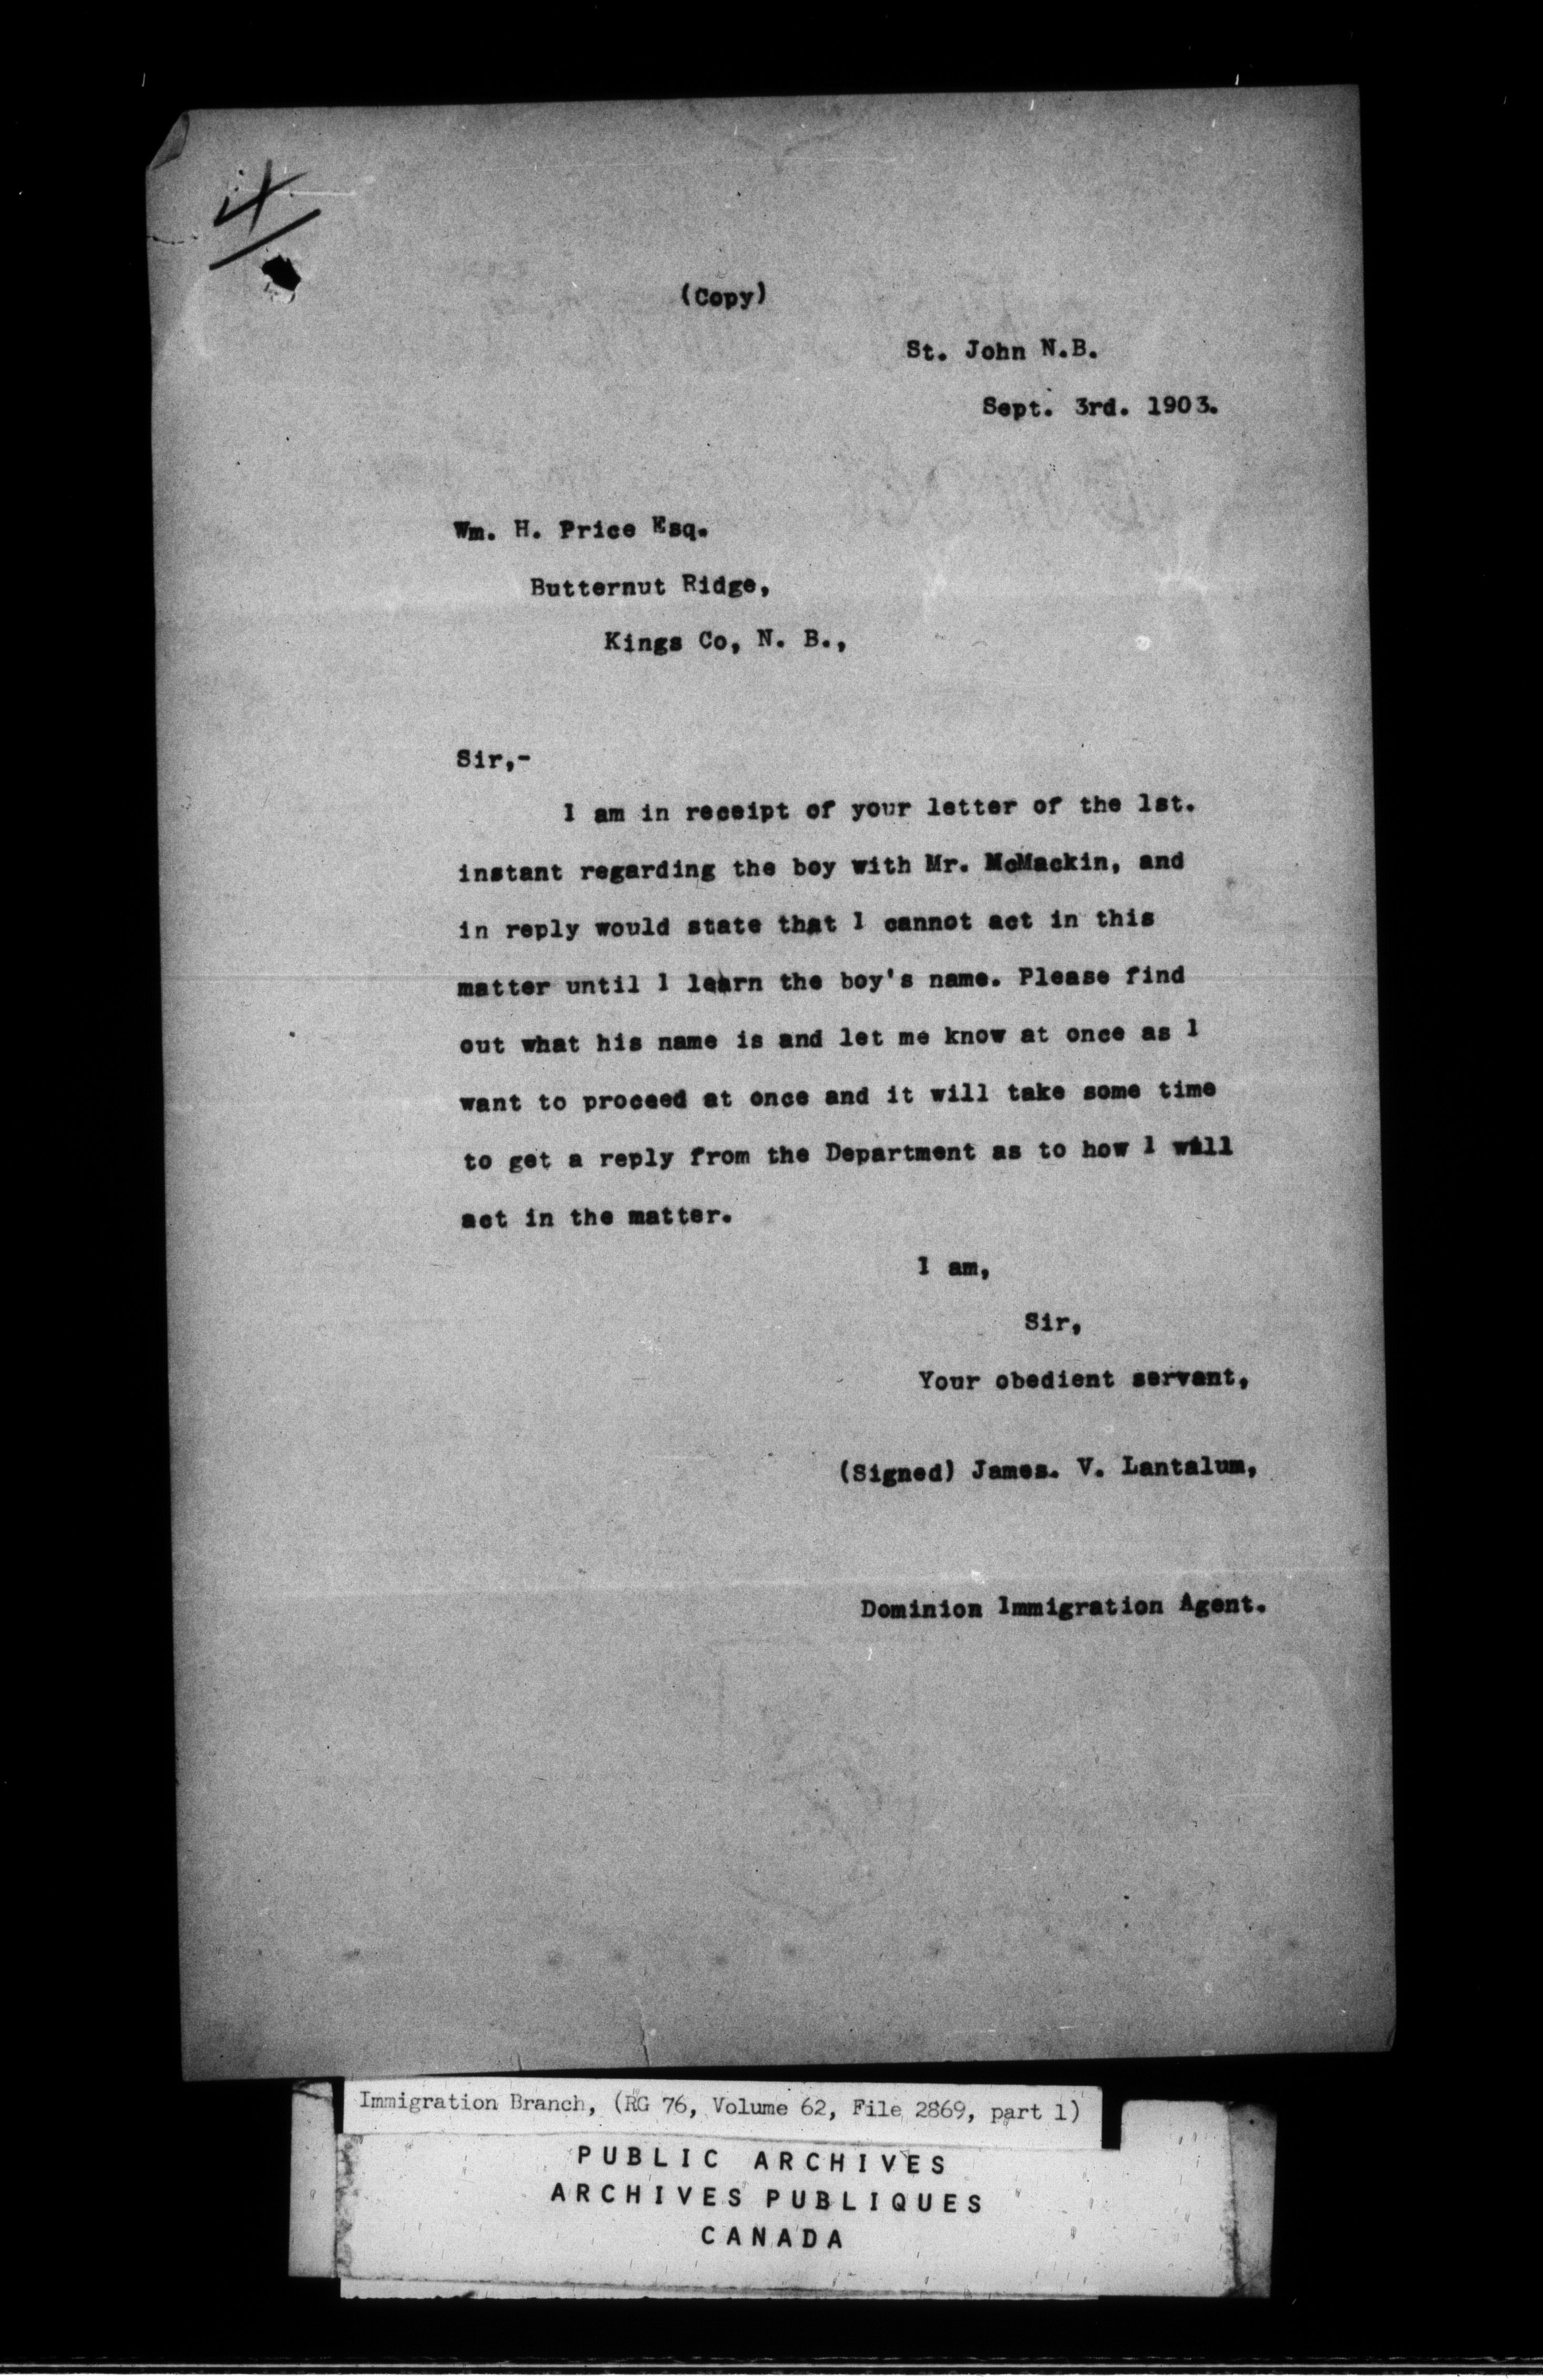 (Copy)
St. John N.B.
Sept. 3rd. 1903.
Wm. H. Price Esq.
Butternut Ridge,
Kings Co, N. B.,
Sir,-
I am in receipt of your letter of the 1st.
instant regarding the boy with Mr. McMackin, and
in reply would state that I cannot act in this
matter until I learn the boy's name. Please find
out what his name is and let me know at once as I
want to proceed at once and it will take some time
to get a reply from the Department as to how I will
act in the matter.
I am,
Sir,
Your obedient servant,
(Signed) James. V. Lantalum,
Dominion Immigration Agent.
Immigration Branch, (RG 76, Volume 62, File 2869, part 1)
PUBLIC ARCHIVES
ARCHIVES PUBLIQUES
CANADA